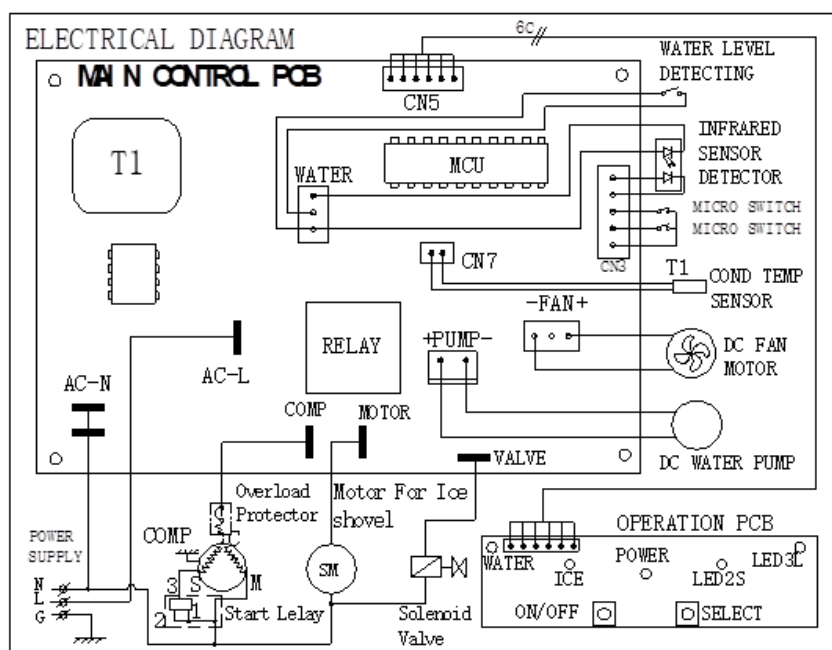 ELECTRICAL DIAGRAM
6C
WATER LEVEL
DETECTING
MAIN CONTROL PCB
CN5
T1
MCU
INFRARED
SENSOR
DETECTOR
WATER
MICRO SWITCH
MICRO SWITCH
CN3
CN7
T1
COND TEMP
SENSOR
-FAN+
RELAY
+PUMP-
DC FAN
MOTOR
AC-N
AC-L
COMP
MOTOR
VALVE
DC WATER PUMP
Overload
Protector
Motor For Ice
shovel
POWER
SUPPLY
COMP
C
S
M
SM
N
L
G
3
1
2
Start Lelay
Solenoid
Valve
OPERATION PCB
WATER
ICE
POWER
LED2S
LED3L
ON/OFF
SELECT